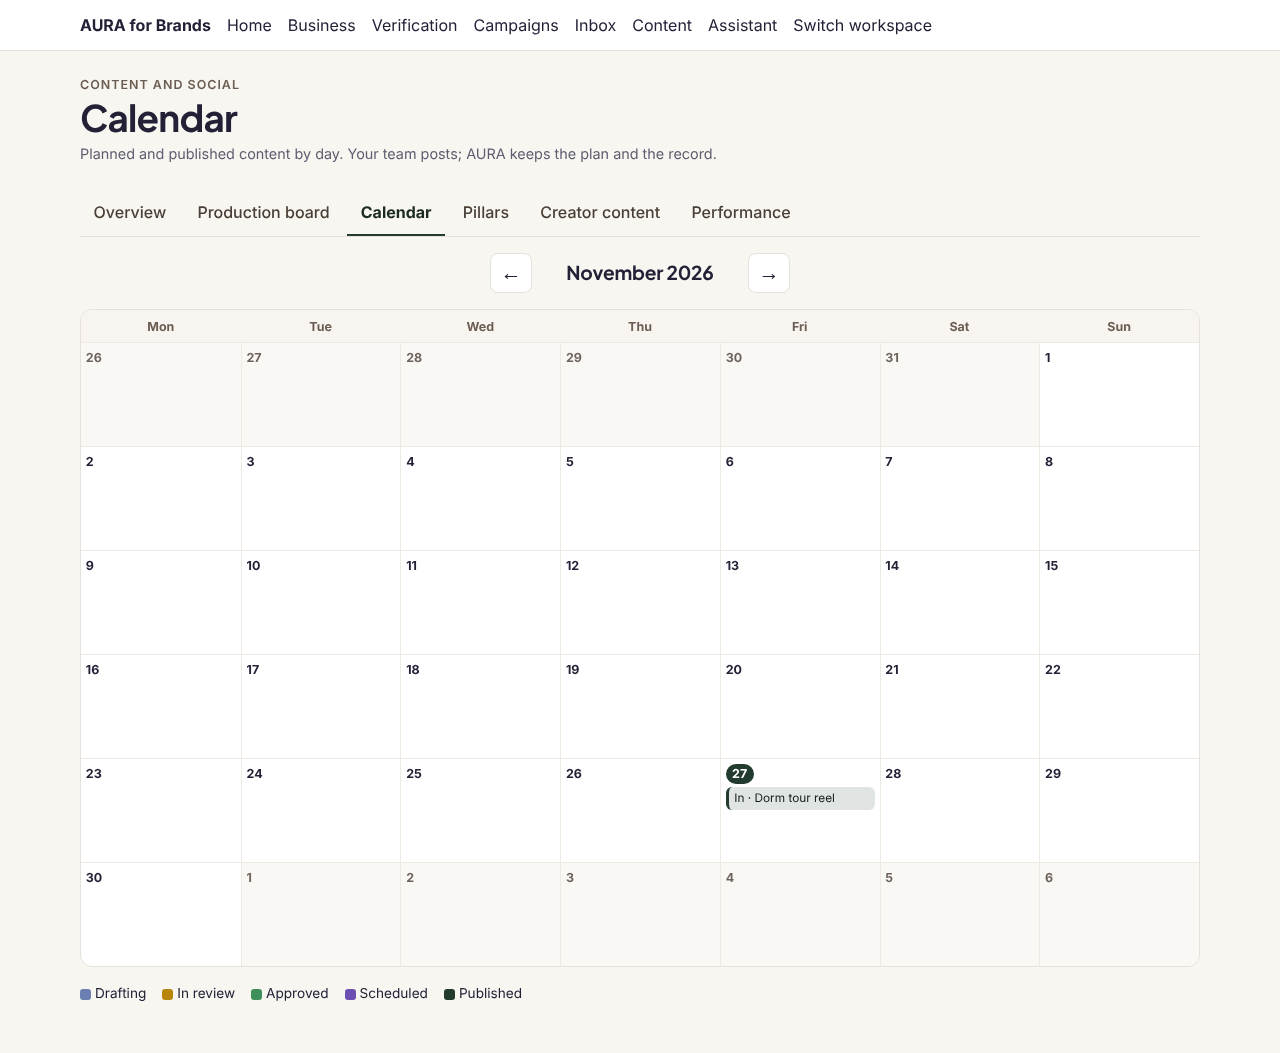 AURA for Brands Home Business Verification Campaigns Inbox Content Assistant Switch workspace
CONTENT AND SOCIAL
Calendar
Planned and published content by day. Your team posts; AURA keeps the plan and the record.
Overview Production board Calendar Pillars Creator content Performance
← November 2026 →
Mon Tue Wed Thu Fri Sat Sun
26 27 28 29 30 31 1
2 3 4 5 6 7 8
9 10 11 12 13 14 15
16 17 18 19 20 21 22
23 24 25 26 27 28 29
In · Dorm tour reel
30 1 2 3 4 5 6
Drafting In review Approved Scheduled Published